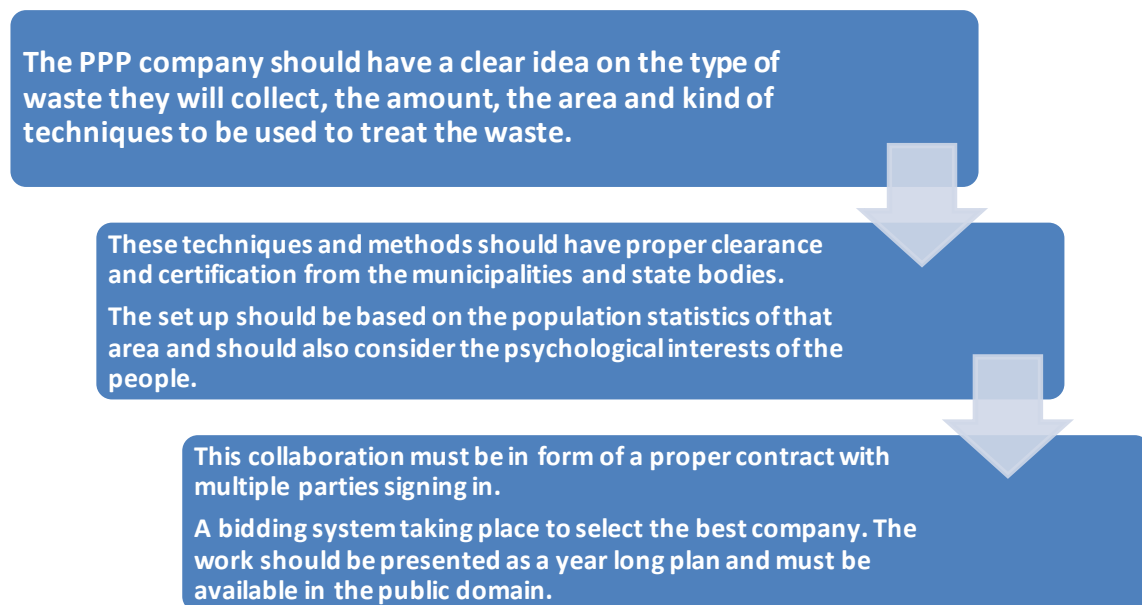 The PPP company should have a clear idea on the type of
waste they will collect, the amount, the area and kind of
techniques to be used to treat the waste.
These techniques and methods should have proper clearance
and certification from the municipalities and state bodies.
The set up should be based on the population statistics of that
area and should also consider the psychological interests of the
people.
This collaboration must be in form of a proper contract with
multiple parties signing in.
A bidding system taking place to select the best company. The
work should be presented as a year long plan and must be
available in the public domain.